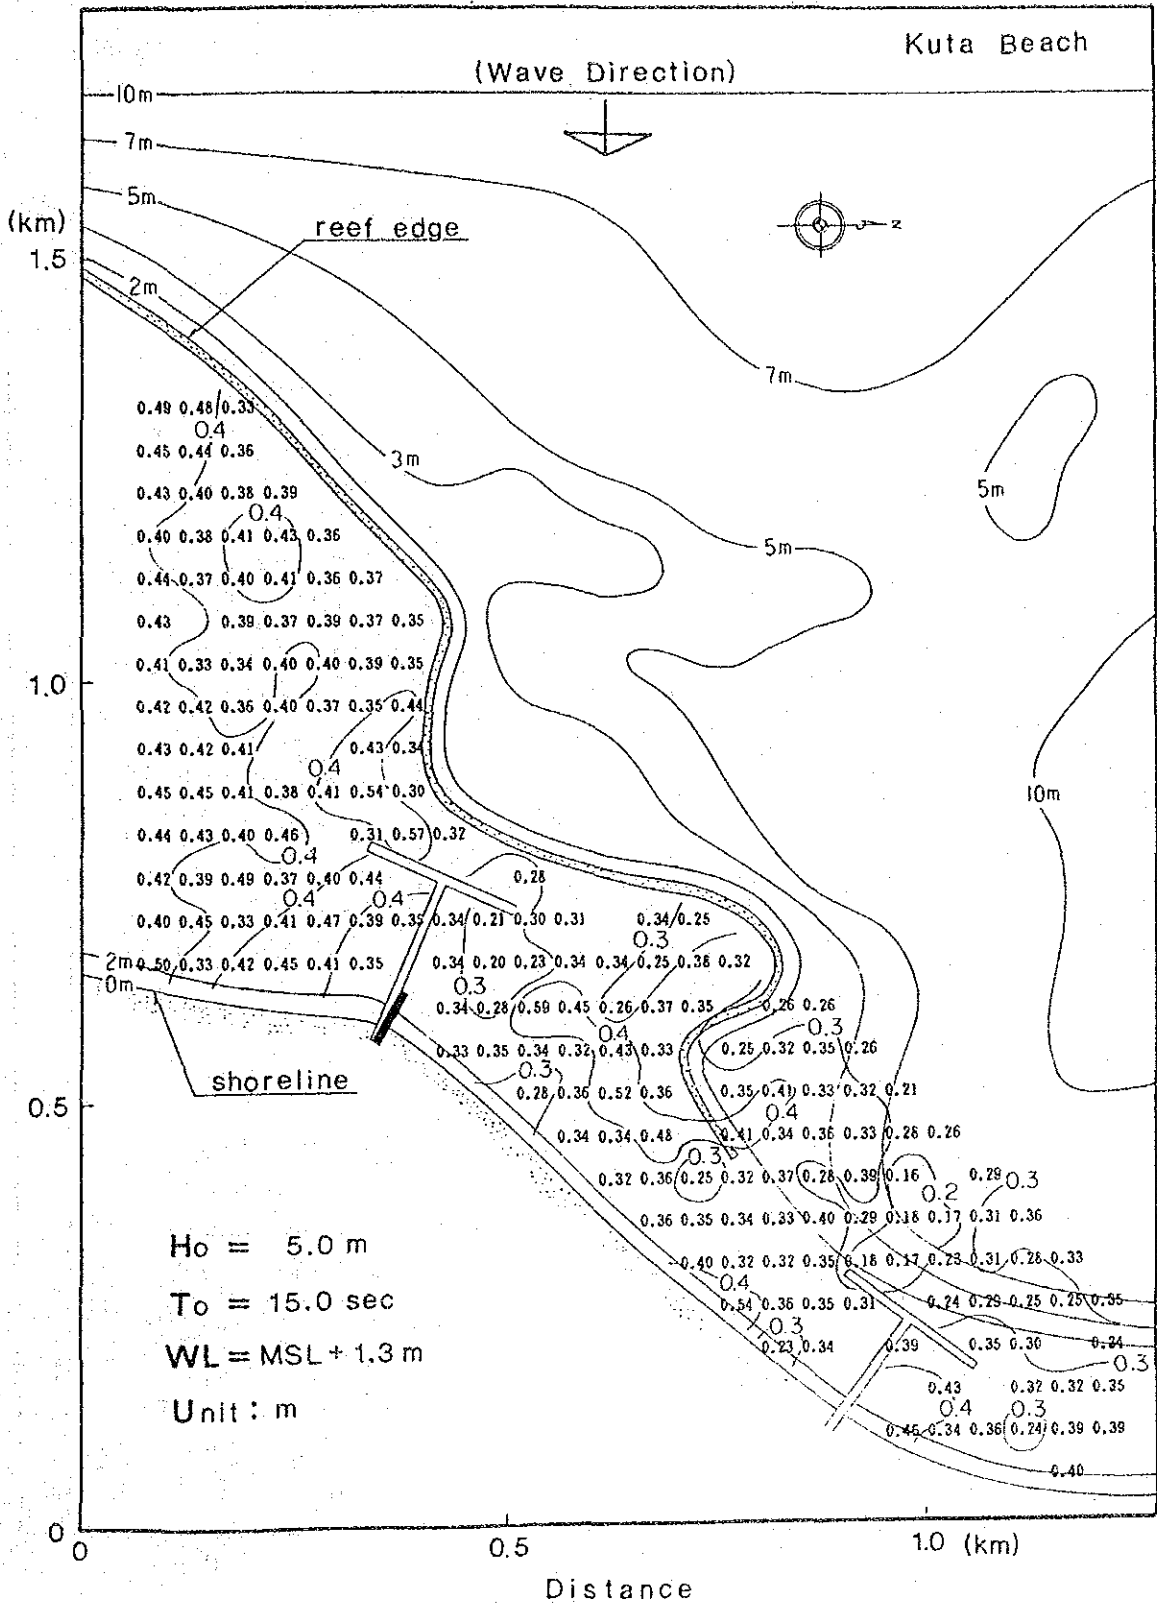 Kuta Beach
(Wave Direction)
10m
7m
5m
(km)
reef edge
N
1.5
2m
7m
0.49 0.48 0.33
0.4
0.45 0.44 0.36
3m
0.43 0.40 0.38 0.39
5m
0.4
0.40 0.38 0.41 0.43 0.36
5m
0.44 0.37 0.40 0.41 0.36 0.37
0.43 0.39 0.37 0.39 0.37 0.35
0.41 0.33 0.34 0.40 0.40 0.39 0.35
1.0
0.42 0.42 0.36 0.40 0.37 0.35 0.44
0.43 0.42 0.41 0.43 0.34
0.4
0.45 0.45 0.41 0.38 0.41 0.54 0.30
10m
0.44 0.43 0.40 0.46 0.31 0.57 0.32
0.4
0.42 0.39 0.49 0.37 0.40 0.44 0.28
0.4 0.4
0.40 0.45 0.33 0.41 0.47 0.39 0.35 0.34 0.21 0.30 0.31 0.34 0.25
0.3
2m 0.50 0.33 0.42 0.45 0.41 0.35 0.34 0.20 0.23 0.34 0.34 0.25 0.38 0.32
0m
0.3
0.34 0.28 0.59 0.45 0.26 0.37 0.35 0.26 0.26
0.4 0.3
0.33 0.35 0.34 0.32 0.43 0.33 0.25 0.32 0.35 0.26
0.3
shoreline
0.28 0.36 0.52 0.36 0.35 0.41 0.33 0.32 0.21
0.5
0.4
0.34 0.34 0.48 0.41 0.34 0.36 0.33 0.28 0.26
0.3
0.32 0.36 0.25 0.32 0.37 0.28 0.39 0.16 0.29 0.3
0.2
0.36 0.35 0.34 0.33 0.40 0.29 0.18 0.17 0.31 0.36
Ho = 5.0 m
0.40 0.32 0.32 0.35 0.18 0.17 0.23 0.31 0.28 0.33
0.4
To = 15.0 sec
0.54 0.36 0.35 0.31 0.24 0.29 0.25 0.25 0.35
0.3
WL = MSL + 1.3 m
0.23 0.34 0.39 0.35 0.30 0.34
0.3
0.43 0.32 0.32 0.35
Unit : m
0.4 0.3
0.46 0.34 0.36 0.24 0.39 0.39
0.40
0
0 0.5 1.0 (km)
Distance